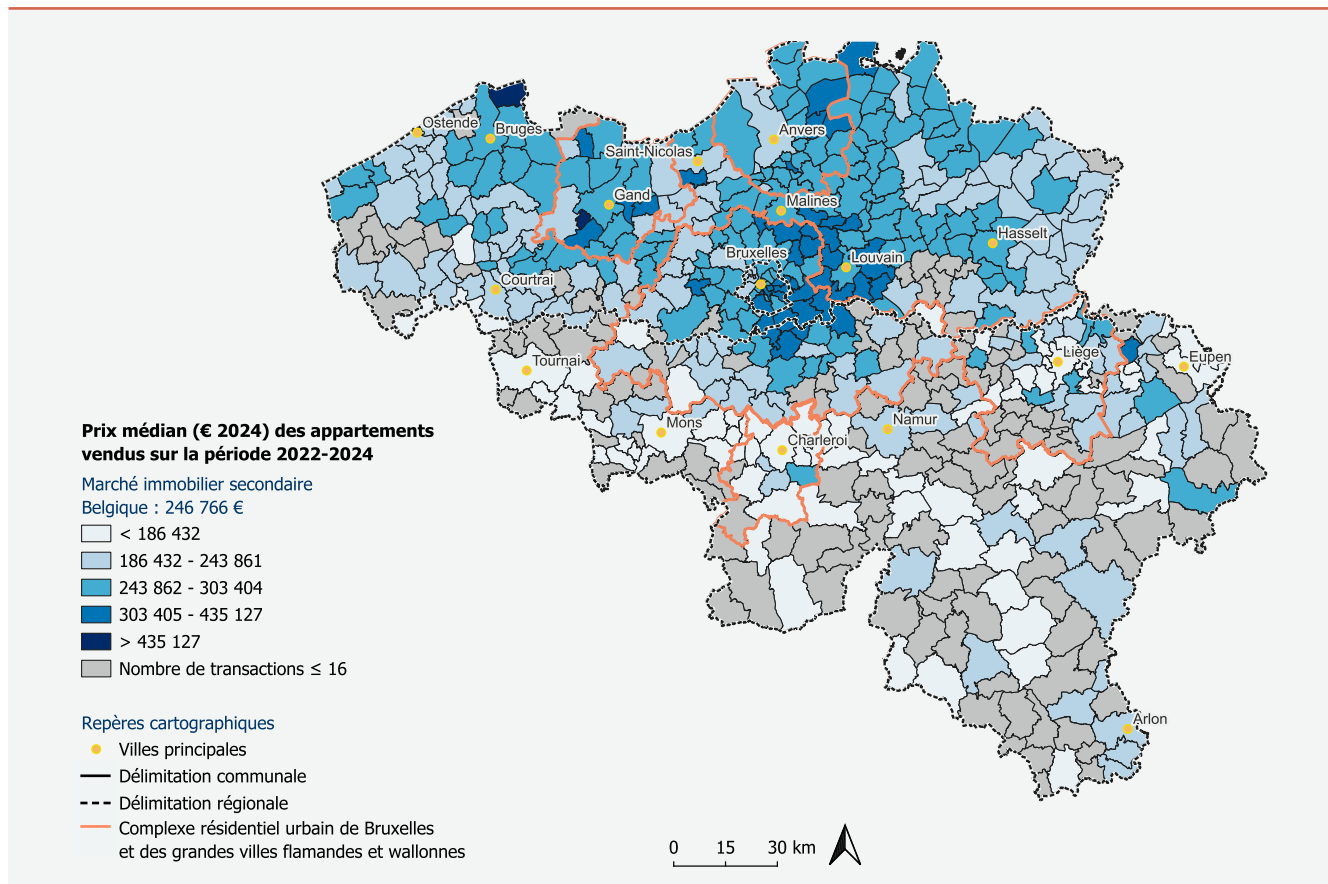 Ostende
Bruges
Anvers
Saint-Nicolas
Gand
Malines
Hasselt
Bruxelles
Louvain
Courtrai
Tournai
Liège
Eupen
Mons
Charleroi
Namur
Arlon
Prix médian (€ 2024) des appartements
vendus sur la période 2022-2024
Marché immobilier secondaire
Belgique : 246 766 €
< 186 432
186 432 - 243 861
243 862 - 303 404
303 405 - 435 127
> 435 127
Nombre de transactions ≤ 16
Repères cartographiques
Villes principales
Délimitation communale
Délimitation régionale
Complexe résidentiel urbain de Bruxelles
et des grandes villes flamandes et wallonnes
0 15 30 km